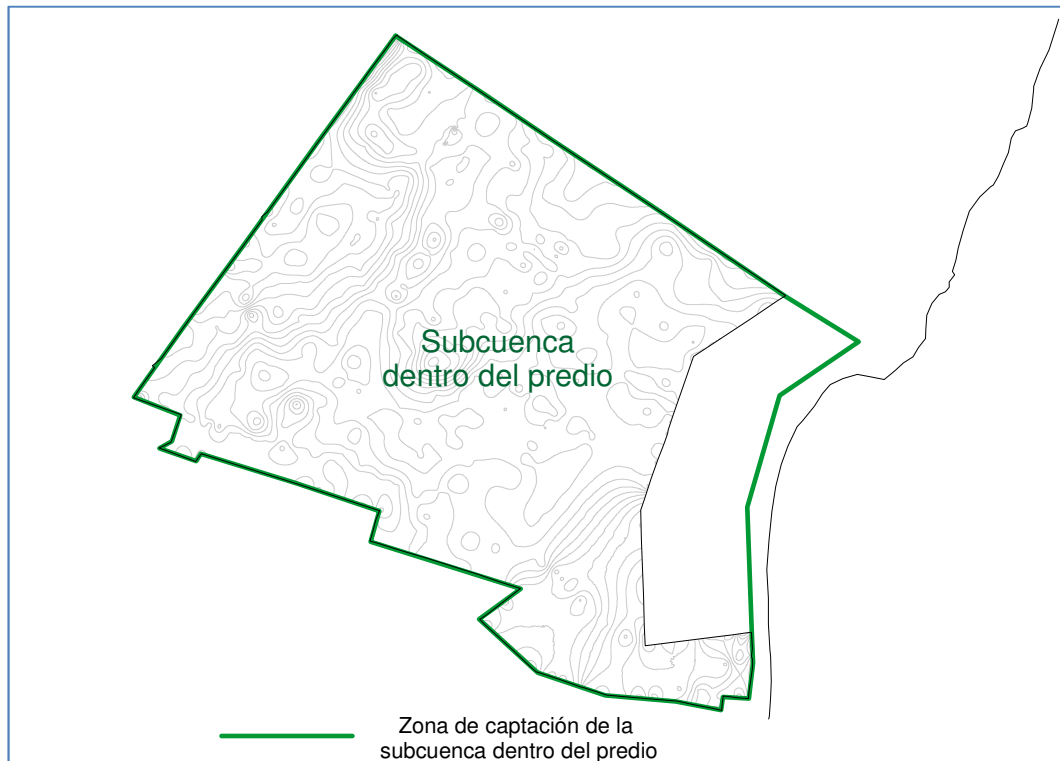 Subcuenca
dentro del predio
Zona de captación de la
subcuenca dentro del predio